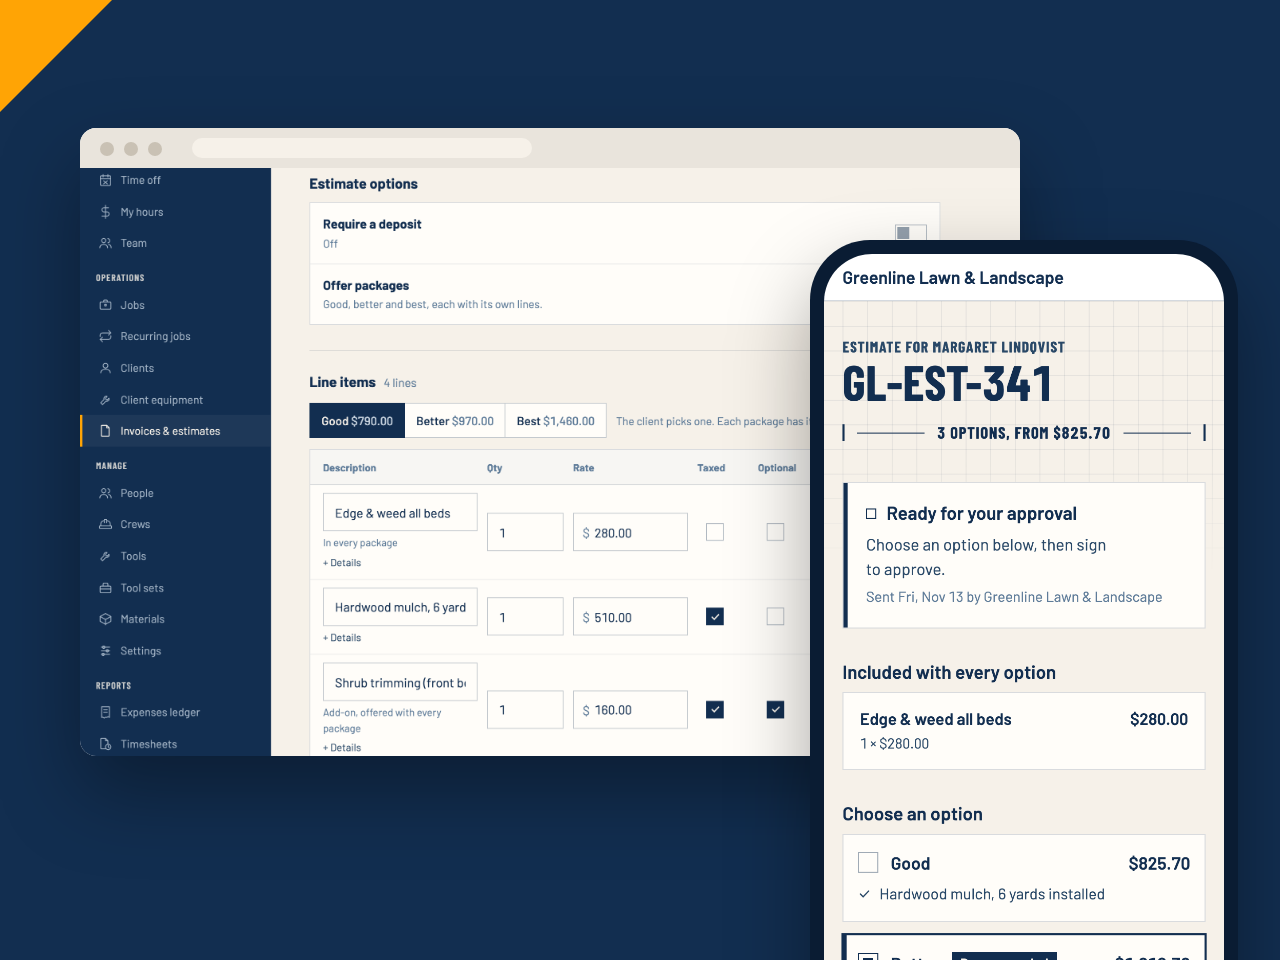 Time off
My hours
Team
OPERATIONS
Jobs
Recurring jobs
Clients
Client equipment
Invoices & estimates
MANAGE
People
Crews
Tools
Tool sets
Materials
Settings
REPORTS
Expenses ledger
Timesheets
Estimate options
Require a deposit
Off
Offer packages
Good, better and best, each with its own lines.
Line items 4 lines
Good $790.00 Better $970.00 Best $1,460.00 The client picks one. Each package has
Description Qty Rate Taxed Optional
Edge & weed all beds 1 $ 280.00
In every package
+ Details
Hardwood mulch, 6 yard 1 $ 510.00
+ Details
Shrub trimming (front 1 $ 160.00
Add-on, offered with every
package
+ Details
Greenline Lawn & Landscape
ESTIMATE FOR MARGARET LINDQVIST
GL-EST-341
3 OPTIONS, FROM $825.70
Ready for your approval
Choose an option below, then sign
to approve.
Sent Fri, Nov 13 by Greenline Lawn & Landscape
Included with every option
Edge & weed all beds $280.00
1 × $280.00
Choose an option
Good $825.70
Hardwood mulch, 6 yards installed